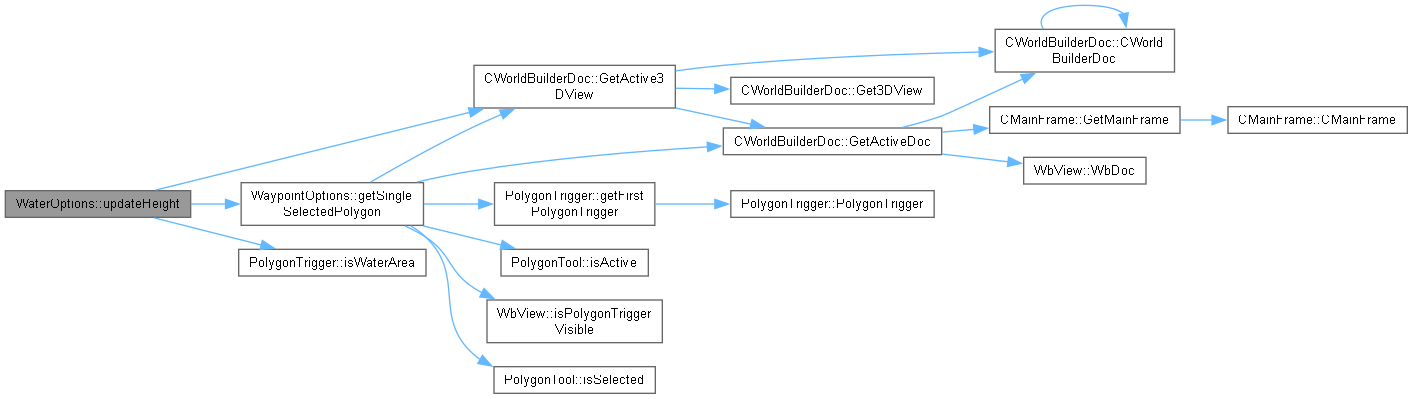 WaterOptions::updateHeight
WaypointOptions::getSingle
SelectedPolygon
PolygonTrigger::isWaterArea
CWorldBuilderDoc::GetActive3
DView
PolygonTrigger::getFirst
PolygonTrigger
PolygonTool::isActive
WbView::isPolygonTrigger
Visible
PolygonTool::isSelected
CWorldBuilderDoc::Get3DView
CWorldBuilderDoc::GetActiveDoc
PolygonTrigger::PolygonTrigger
CWorldBuilderDoc::CWorld
BuilderDoc
CMainFrame::GetMainFrame
WbView::WbDoc
CMainFrame::CMainFrame